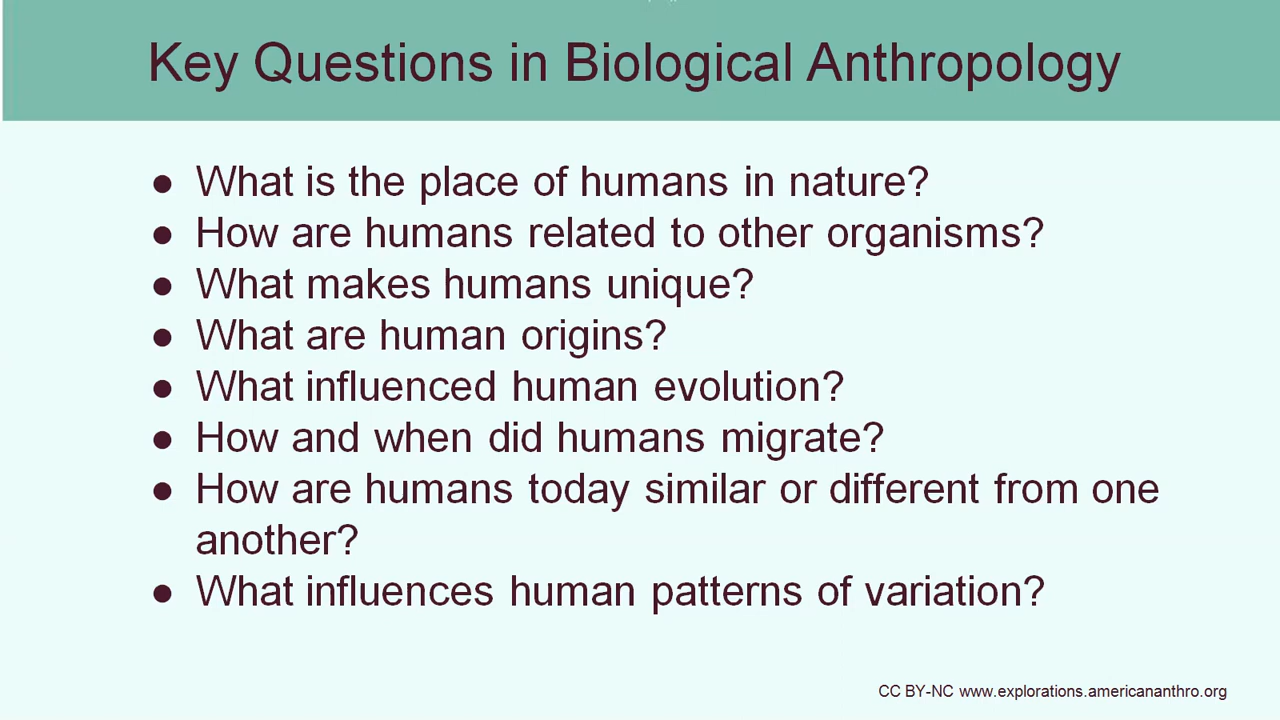 Key Questions in Biological Anthropology
● What is the place of humans in nature?
● How are humans related to other organisms?
● What makes humans unique?
● What are human origins?
● What influenced human evolution?
● How and when did humans migrate?
● How are humans today similar or different from one
another?
● What influences human patterns of variation?
CC BY-NC www.explorations.americananthro.org